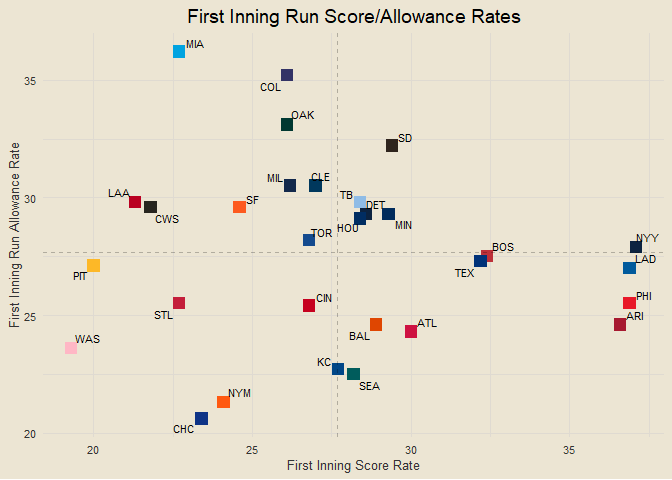 First Inning Run Score/Allowance Rates
MIA
COL
OAK
SD
MIL
CLE
LAA
CWS
SF
TB
DET
HOU
MIN
TOR
NYY
BOS
TEX
LAD
PIT
STL
CIN
PHI
ARI
BAL
ATL
WAS
KC
SEA
NYM
CHC
35
30
25
20
First Inning Run Allowance Rate
20
25
30
35
First Inning Score Rate